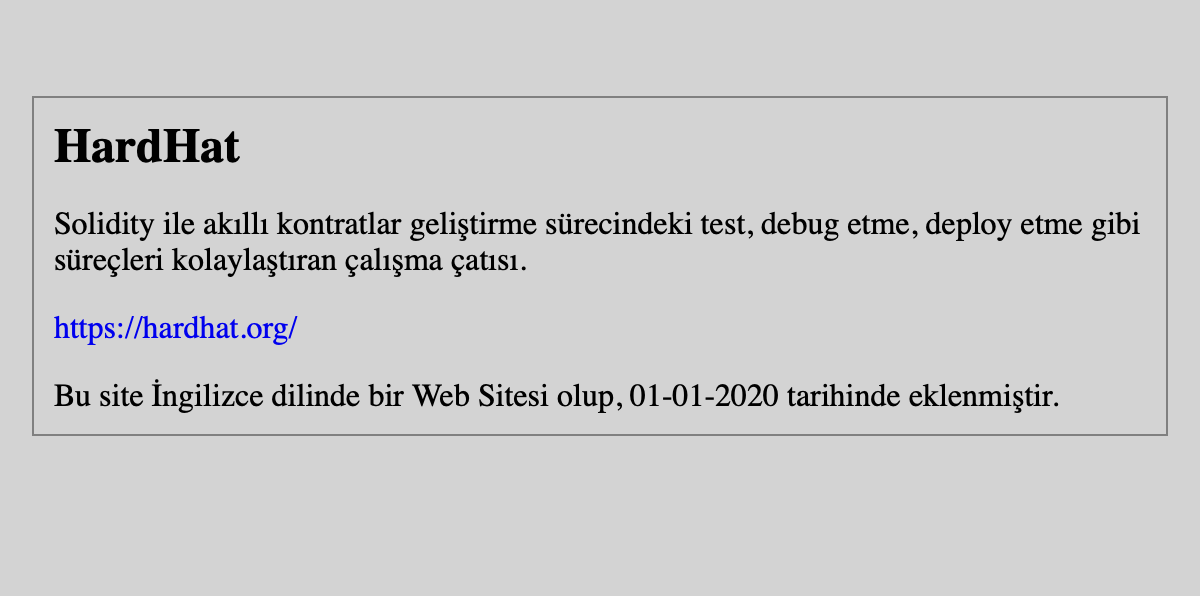 HardHat
Solidity ile akıllı kontratlar geliştirme sürecindeki test, debug etme, deploy etme gibi
süreçleri kolaylaştıran çalışma çatısı.
https://hardhat.org/
Bu site İngilizce dilinde bir Web Sitesi olup, 01-01-2020 tarihinde eklenmiştir.